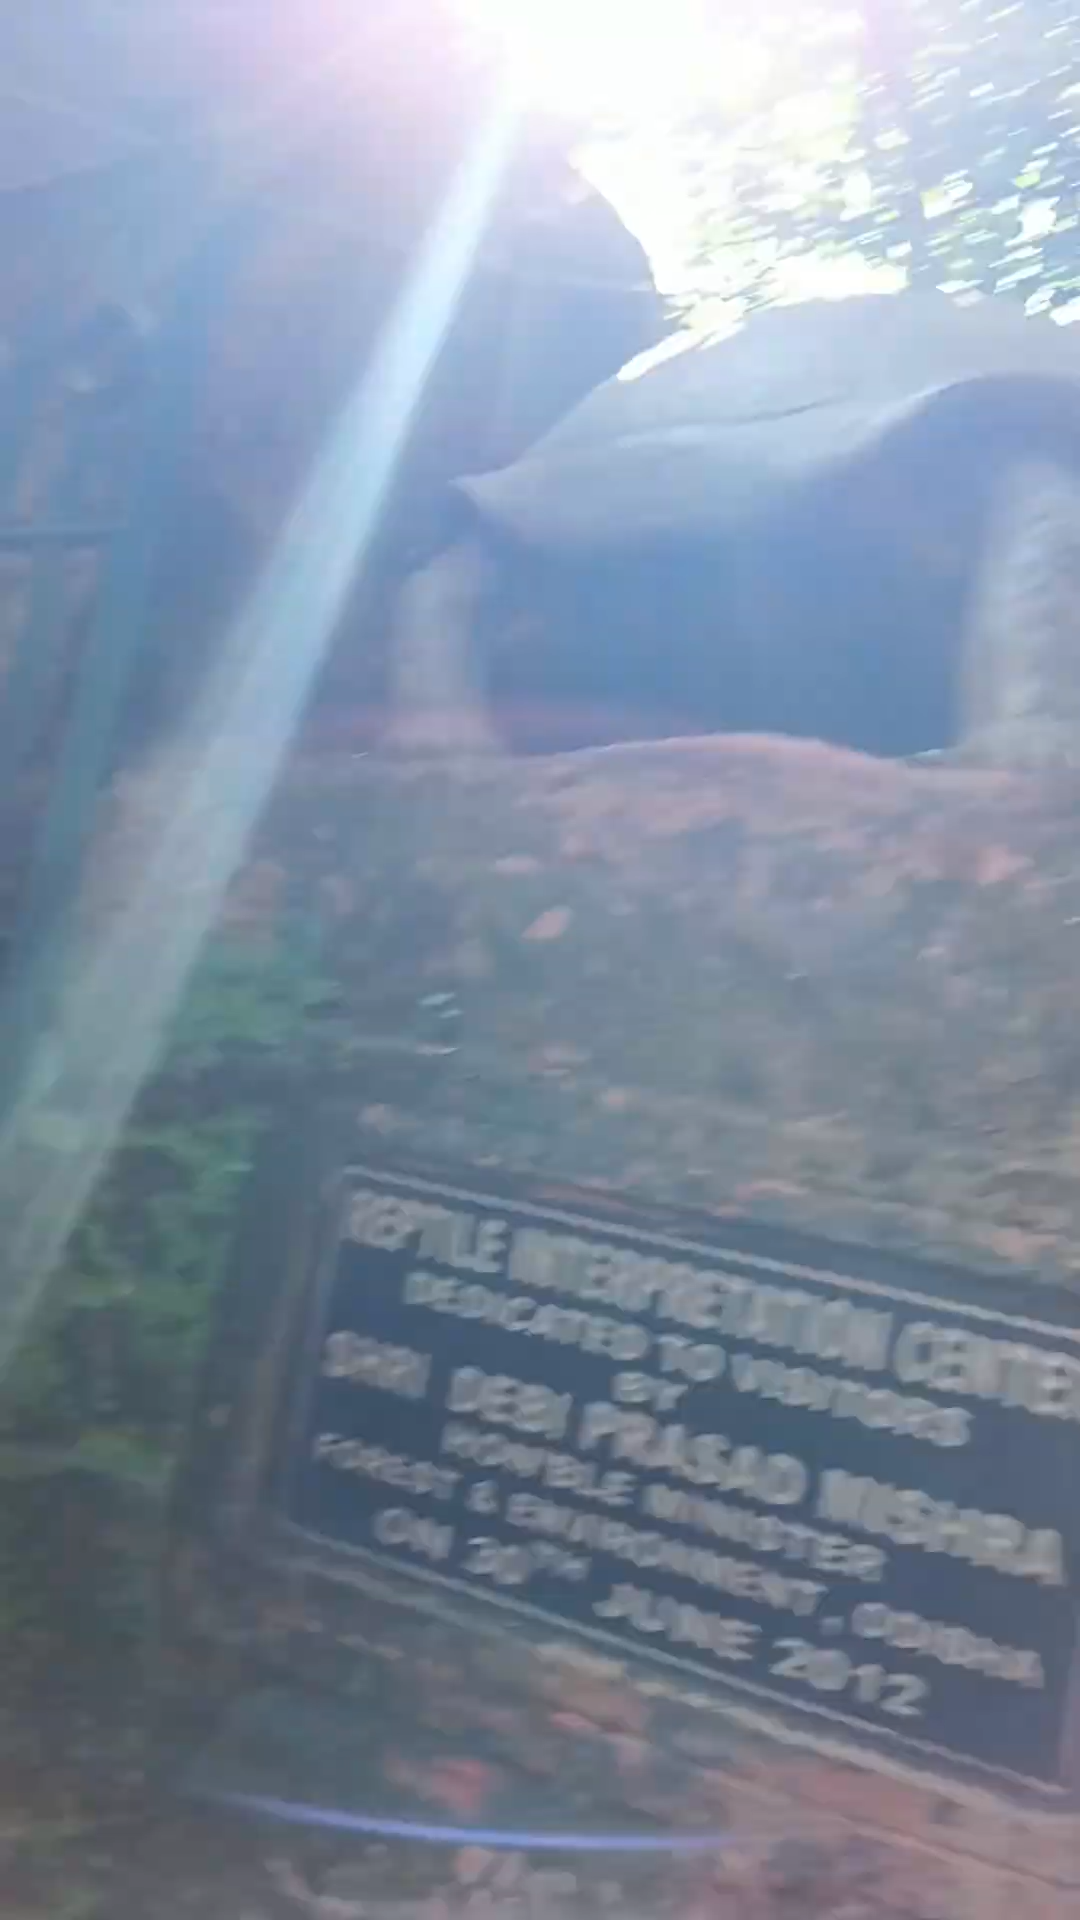 REPTILE INTERPRETATION CENTER
DEDICATED TO VISITORS
BY
SHRI DEBI PRASAD MISHRA
HON'BLE MINISTER
FOREST & ENVIRONMENT, ODISHA
ON 30TH JUNE 2012